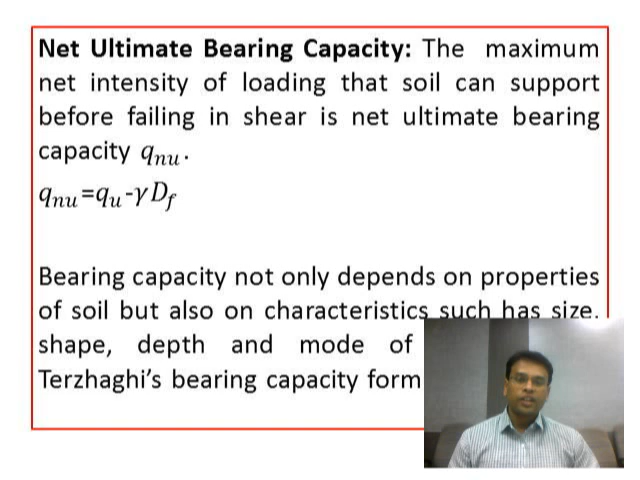 Net Ultimate Bearing Capacity: The maximum
net intensity of loading that soil can support
before failing in shear is net ultimate bearing
capacity qnu.
qnu=qu-γDf
Bearing capacity not only depends on properties
of soil but also on characteristics such has size,
shape, depth and mode of
Terzhaghi's bearing capacity form